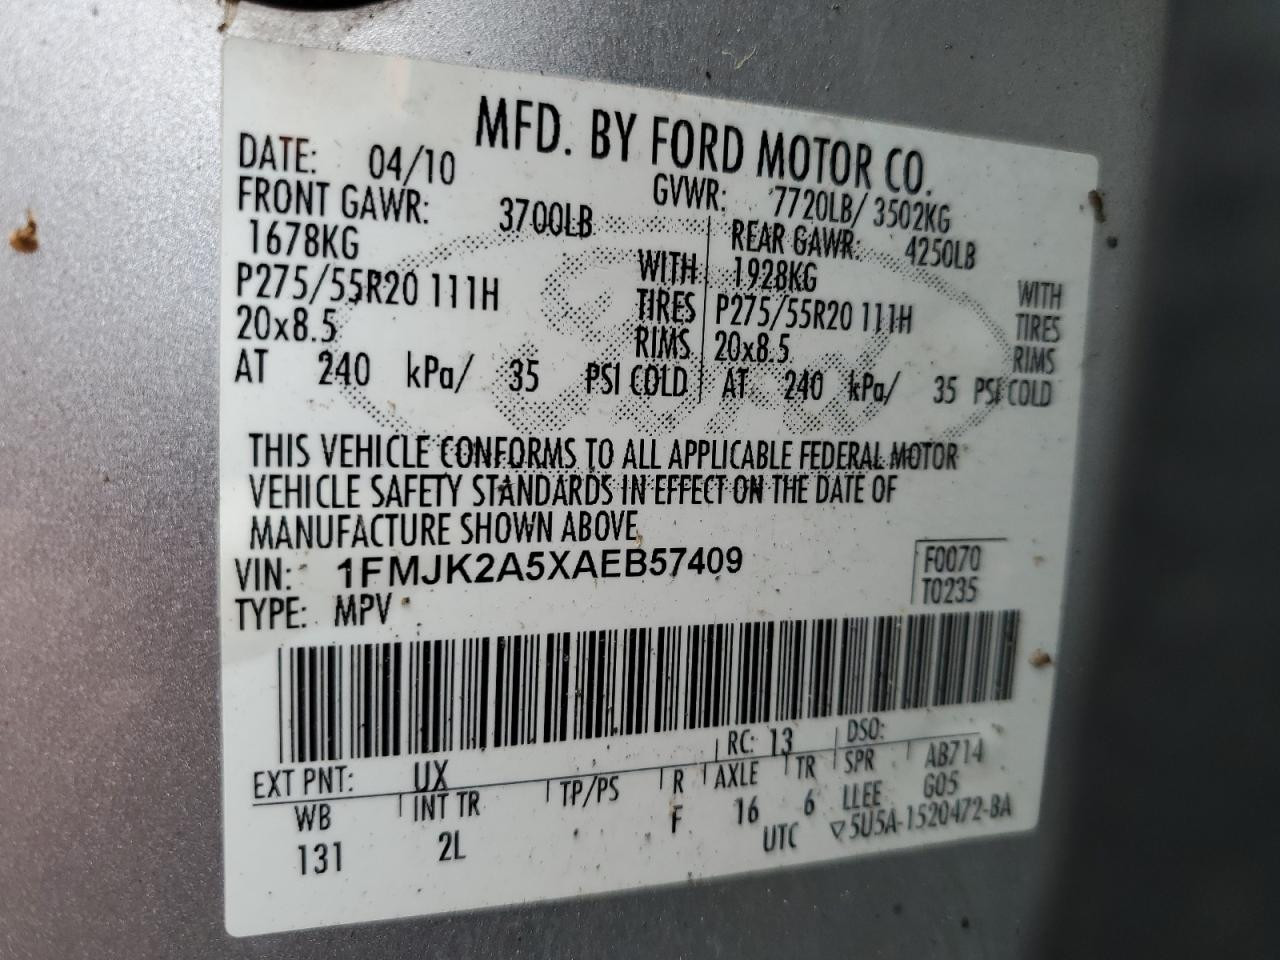 MFD. BY FORD MOTOR CO.
DATE: 04/10 GVWR: 7720LB/ 3502KG
FRONT GAWR: 3700LB REAR GAWR: 4250LB
1678KG WITH 1928KG WITH
P275/55R20 111H TIRES P275/55R20 111H TIRES
20x8.5 RIMS 20x8.5 RIMS
AT 240 kPa/ 35 PSI COLD AT 240 kPa/ 35 PSI COLD
THIS VEHICLE CONFORMS TO ALL APPLICABLE FEDERAL MOTOR
VEHICLE SAFETY STANDARDS IN EFFECT ON THE DATE OF
MANUFACTURE SHOWN ABOVE
VIN: 1FMJK2A5XAEB57409 F0070
TYPE: MPV T0235
EXT PNT: UX RC: 13 DSO:
WB INT TR TP/PS R AXLE TR SPR AB714
131 2L F 16 6 LLEE G05
UTC ▽5U5A-1520472-BA